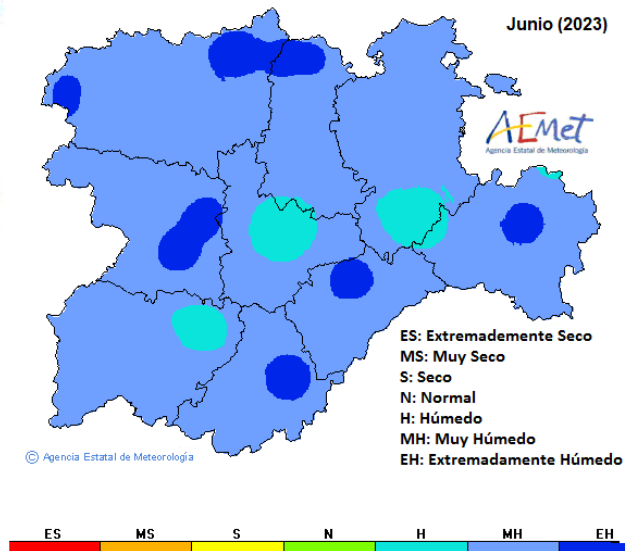 Junio (2023)
AEMet
Agencia Estatal de Meteorología
ES: Extremademente Seco
MS: Muy Seco
S: Seco
N: Normal
H: Húmedo
MH: Muy Húmedo
EH: Extremadamente Húmedo
© Agencia Estatal de Meteorología
ES MS S N H MH EH